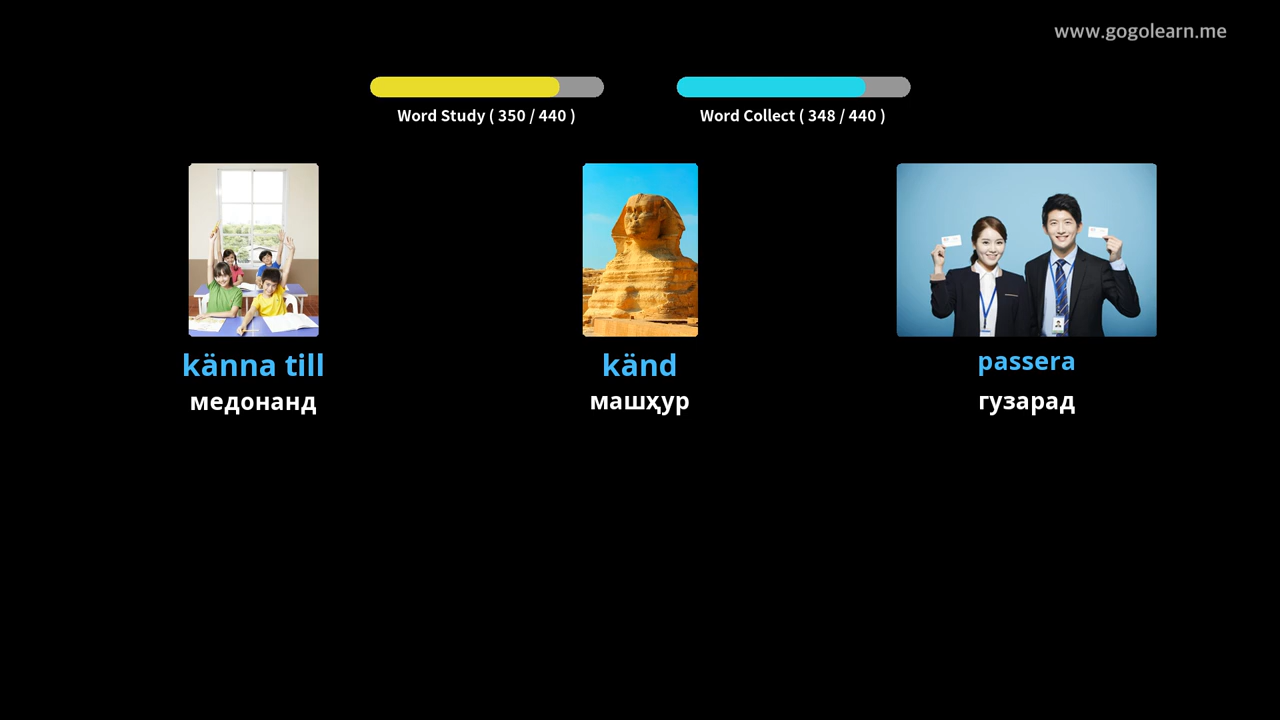 www.gogolearn.me
Word Study ( 350 / 440 )
Word Collect ( 348 / 440 )
känna till
медонанд
känd
машҳур
passera
гузарад